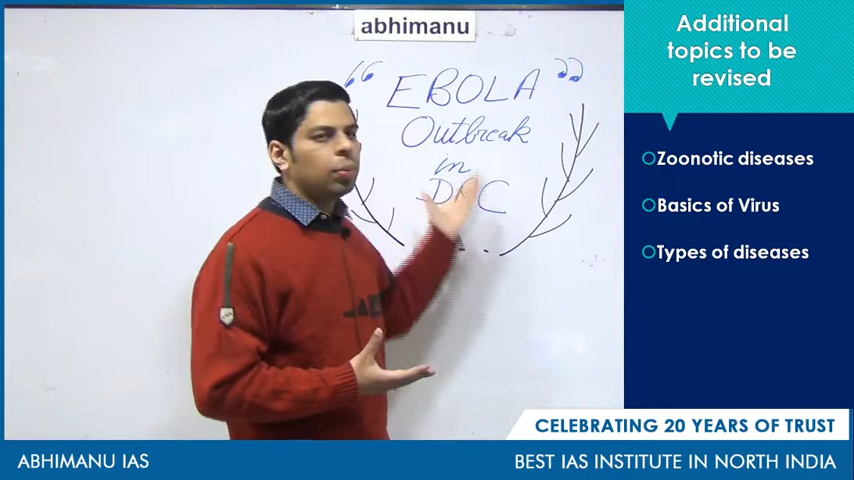 abhimanu
“ EBOLA ”
Outbreak
in
DRC
Additional
topics to be
revised
Zoonotic diseases
Basics of Virus
Types of diseases
CELEBRATING 20 YEARS OF TRUST
ABHIMANU IAS
BEST IAS INSTITUTE IN NORTH INDIA